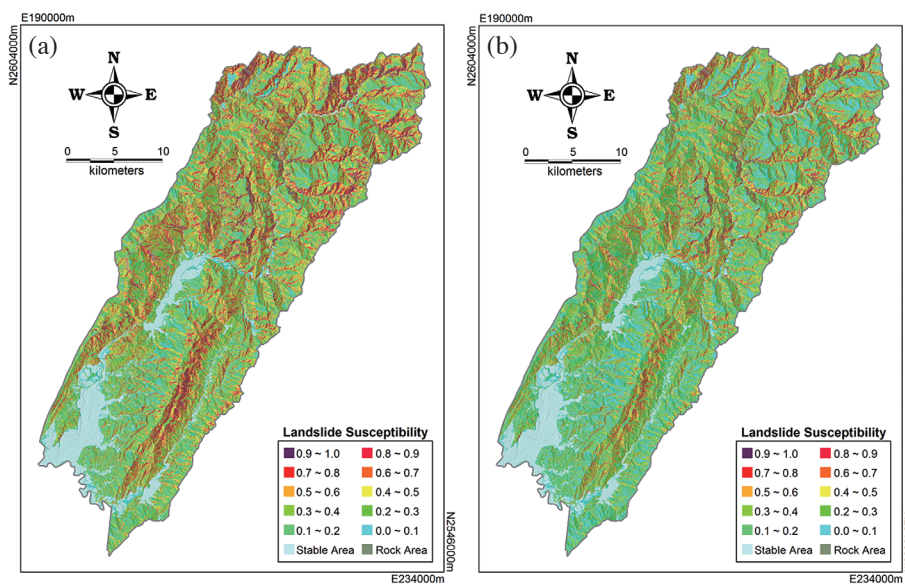 E190000m
N2604000m
(a)
N
W E
S
0 5 10
kilometers
Landslide Susceptibility
0.9 ~ 1.0 0.8 ~ 0.9
0.7 ~ 0.8 0.6 ~ 0.7
0.5 ~ 0.6 0.4 ~ 0.5
0.3 ~ 0.4 0.2 ~ 0.3
0.1 ~ 0.2 0.0 ~ 0.1
Stable Area Rock Area
N2546000m
E234000m
E190000m
N2604000m
(b)
N
W E
S
0 5 10
kilometers
Landslide Susceptibility
0.9 ~ 1.0 0.8 ~ 0.9
0.7 ~ 0.8 0.6 ~ 0.7
0.5 ~ 0.6 0.4 ~ 0.5
0.3 ~ 0.4 0.2 ~ 0.3
0.1 ~ 0.2 0.0 ~ 0.1
Stable Area Rock Area
E234000m